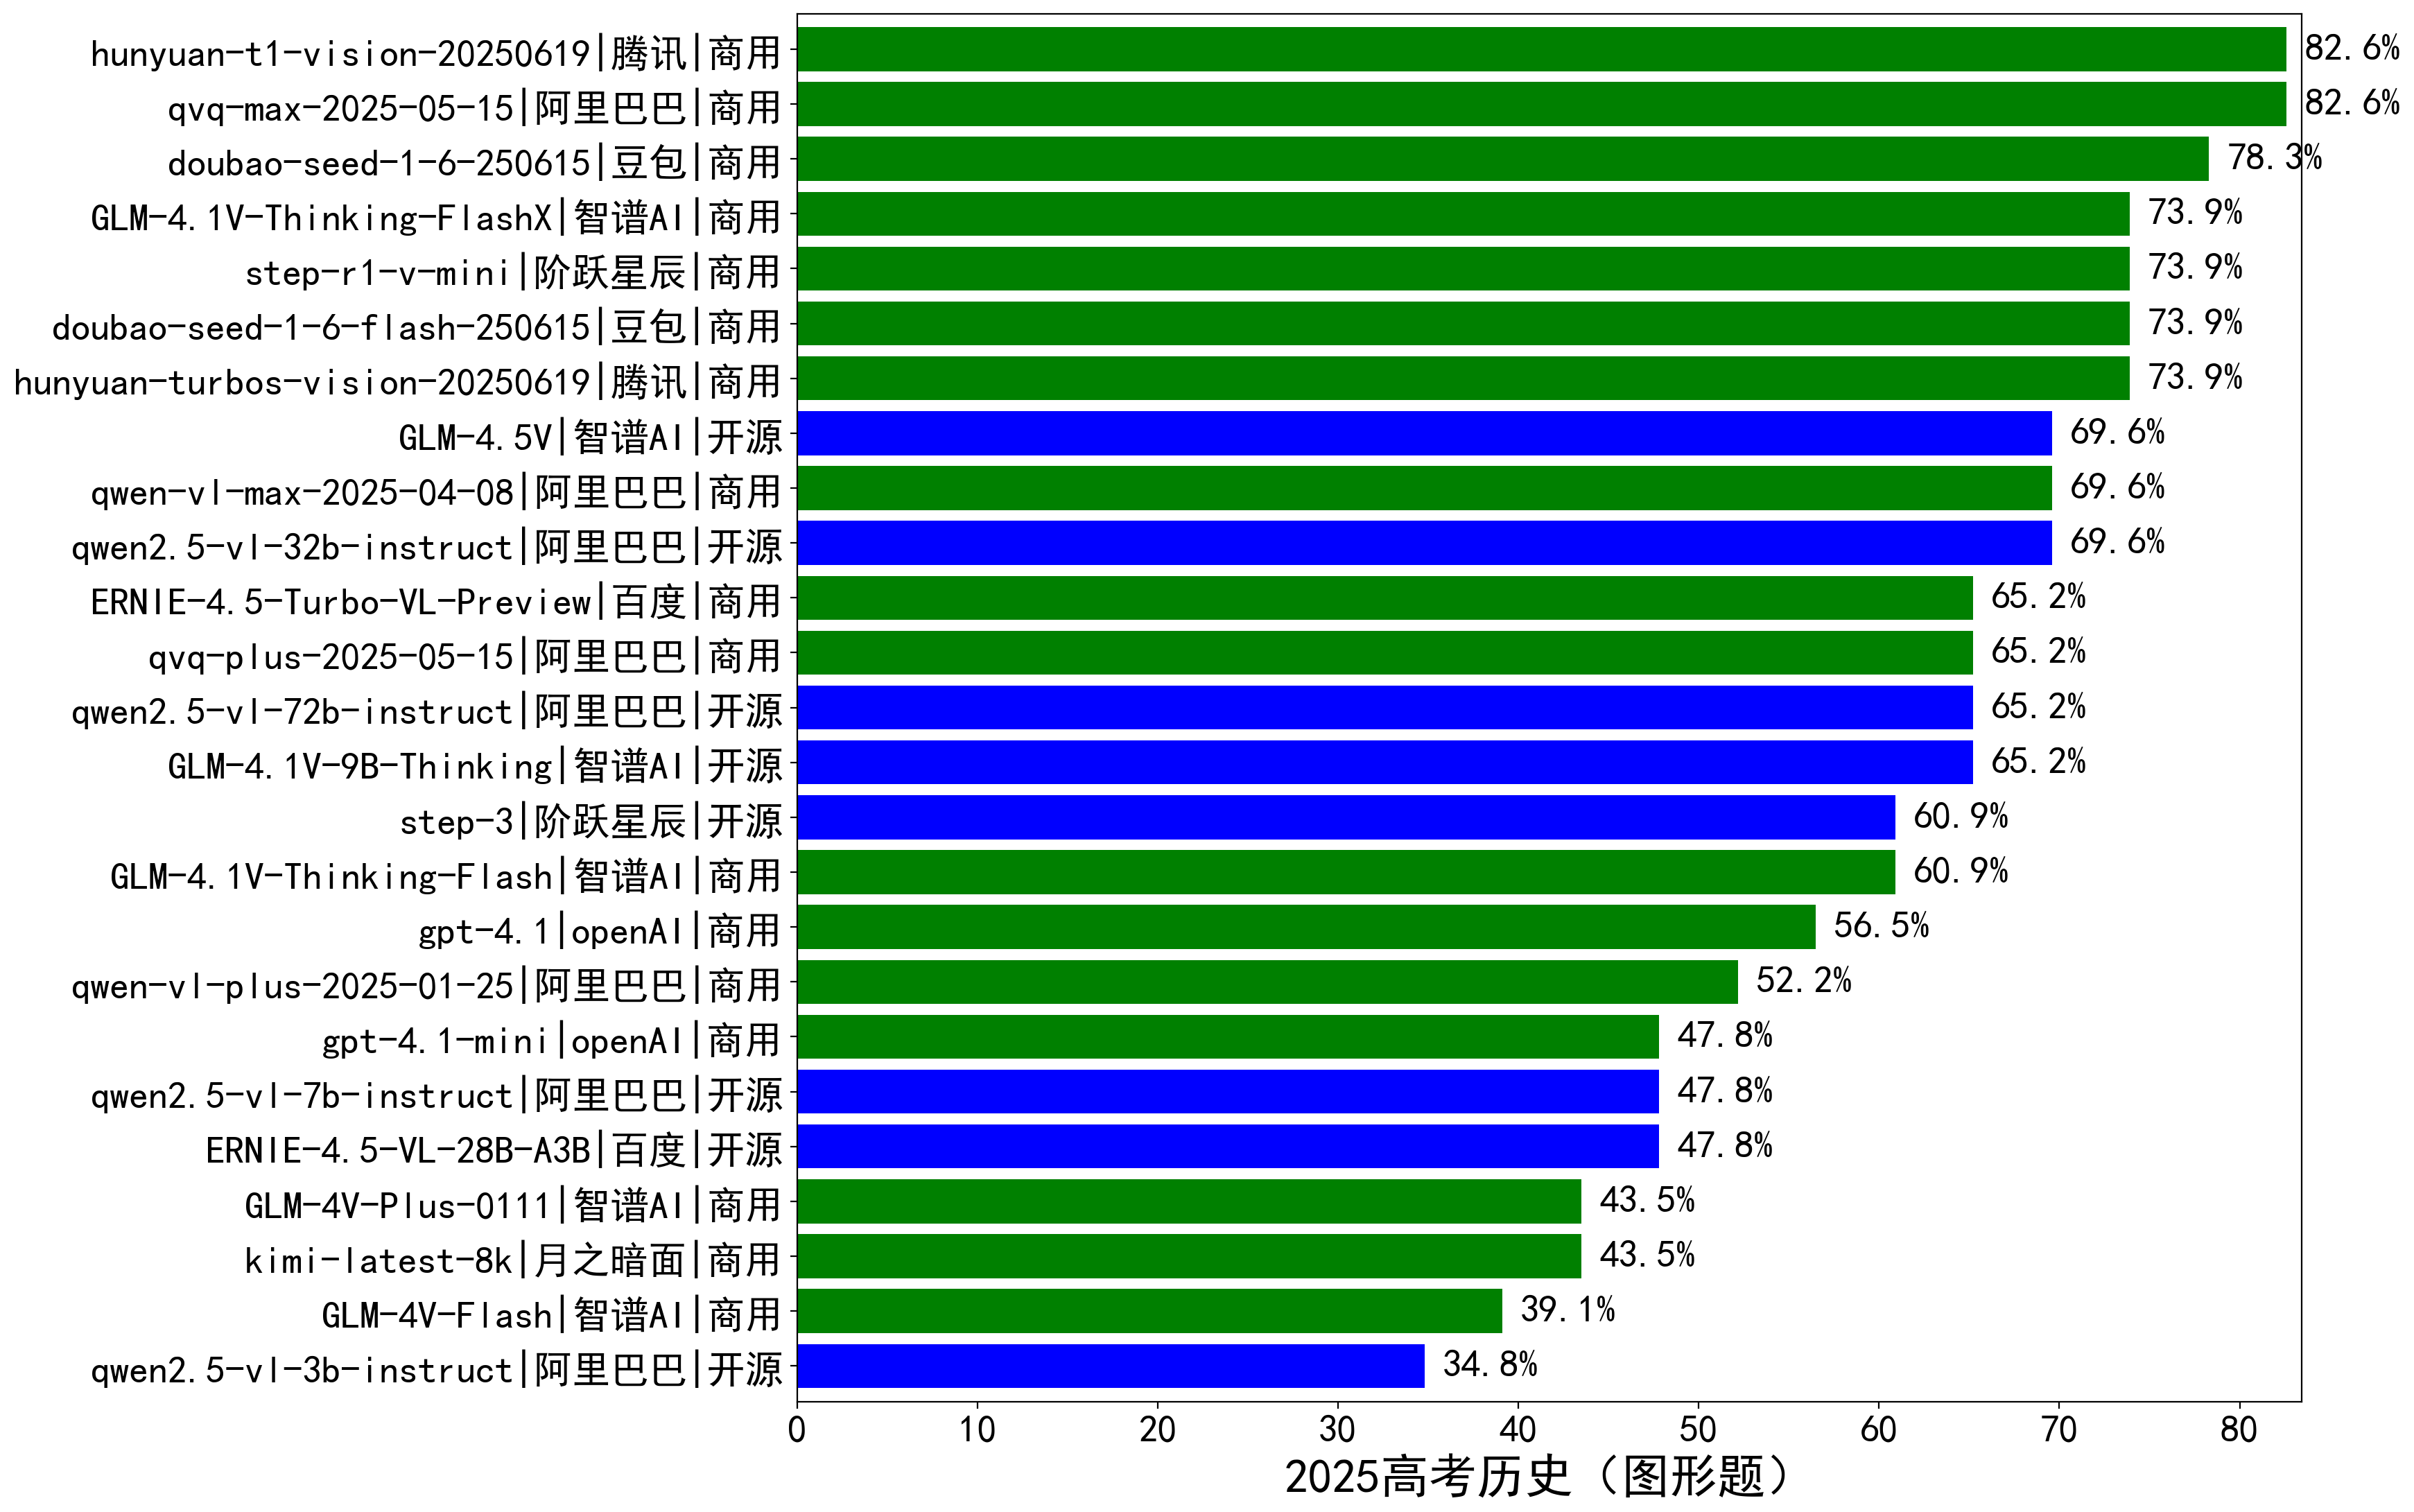 hunyuan-t1-vision-20250619|腾讯|商用 82.6%
qvq-max-2025-05-15|阿里巴巴|商用 82.6%
doubao-seed-1-6-250615|豆包|商用 78.3%
GLM-4.1V-Thinking-FlashX|智谱AI|商用 73.9%
step-r1-v-mini|阶跃星辰|商用 73.9%
doubao-seed-1-6-flash-250615|豆包|商用 73.9%
hunyuan-turbos-vision-20250619|腾讯|商用 73.9%
GLM-4.5V|智谱AI|开源 69.6%
qwen-vl-max-2025-04-08|阿里巴巴|商用 69.6%
qwen2.5-vl-32b-instruct|阿里巴巴|开源 69.6%
ERNIE-4.5-Turbo-VL-Preview|百度|商用 65.2%
qvq-plus-2025-05-15|阿里巴巴|商用 65.2%
qwen2.5-vl-72b-instruct|阿里巴巴|开源 65.2%
GLM-4.1V-9B-Thinking|智谱AI|开源 65.2%
step-3|阶跃星辰|开源 60.9%
GLM-4.1V-Thinking-Flash|智谱AI|商用 60.9%
gpt-4.1|openAI|商用 56.5%
qwen-vl-plus-2025-01-25|阿里巴巴|商用 52.2%
gpt-4.1-mini|openAI|商用 47.8%
qwen2.5-vl-7b-instruct|阿里巴巴|开源 47.8%
ERNIE-4.5-VL-28B-A3B|百度|开源 47.8%
GLM-4V-Plus-0111|智谱AI|商用 43.5%
kimi-latest-8k|月之暗面|商用 43.5%
GLM-4V-Flash|智谱AI|商用 39.1%
qwen2.5-vl-3b-instruct|阿里巴巴|开源 34.8%
0 10 20 30 40 50 60 70 80
2025高考历史（图形题）